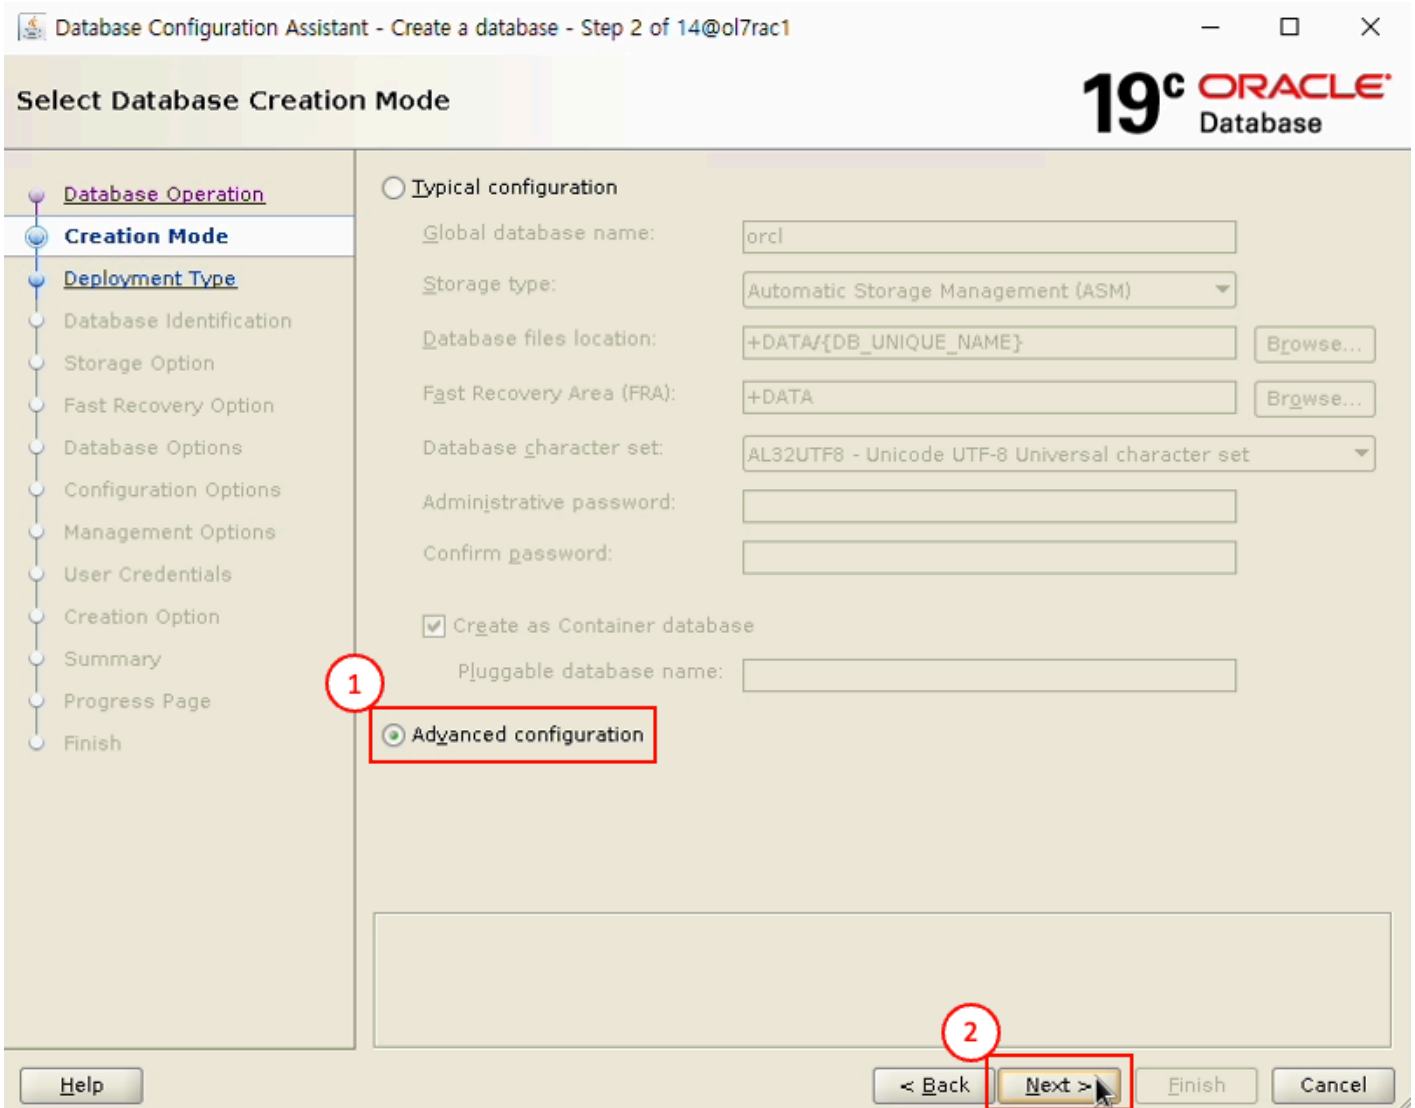 Database Configuration Assistant - Create a database - Step 2 of 14@ol7rac1
Select Database Creation Mode
19c ORACLE
Database
Database Operation
Creation Mode
Deployment Type
Database Identification
Storage Option
Fast Recovery Option
Database Options
Configuration Options
Management Options
User Credentials
Creation Option
Summary
Progress Page
Finish
Typical configuration
Global database name: orcl
Storage type: Automatic Storage Management (ASM)
Database files location: +DATA/{DB_UNIQUE_NAME} Browse...
Fast Recovery Area (FRA): +DATA Browse...
Database character set: AL32UTF8 - Unicode UTF-8 Universal character set
Administrative password:
Confirm password:
Create as Container database
Pluggable database name:
1
Advanced configuration
2
Help < Back Next > Finish Cancel